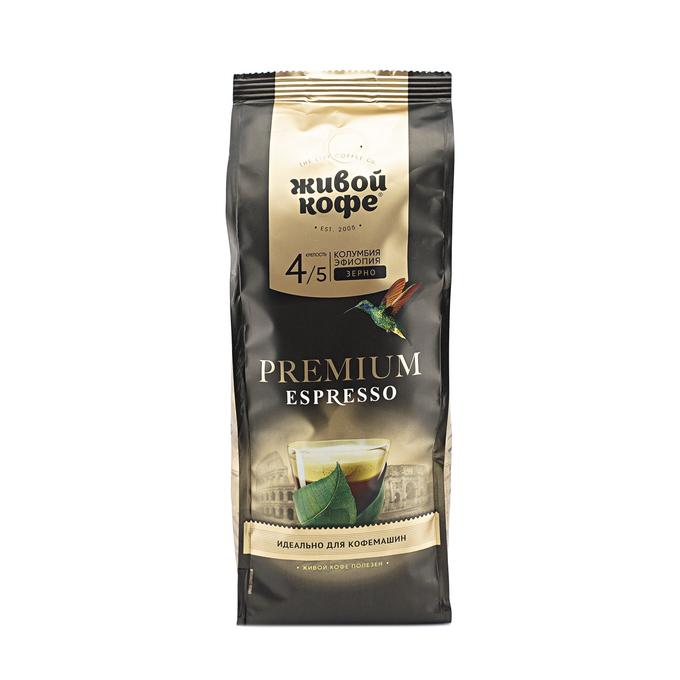 THE LIVE COFFEE CO.
живой
кофе®
• EST. 2005 •
крепость
4/5
КОЛУМБИЯ
ЭФИОПИЯ
ЗЕРНО
PREMIUM
ESPRESSO
ИДЕАЛЬНО ДЛЯ КОФЕМАШИН
• ЖИВОЙ КОФЕ ПОЛЕЗЕН •